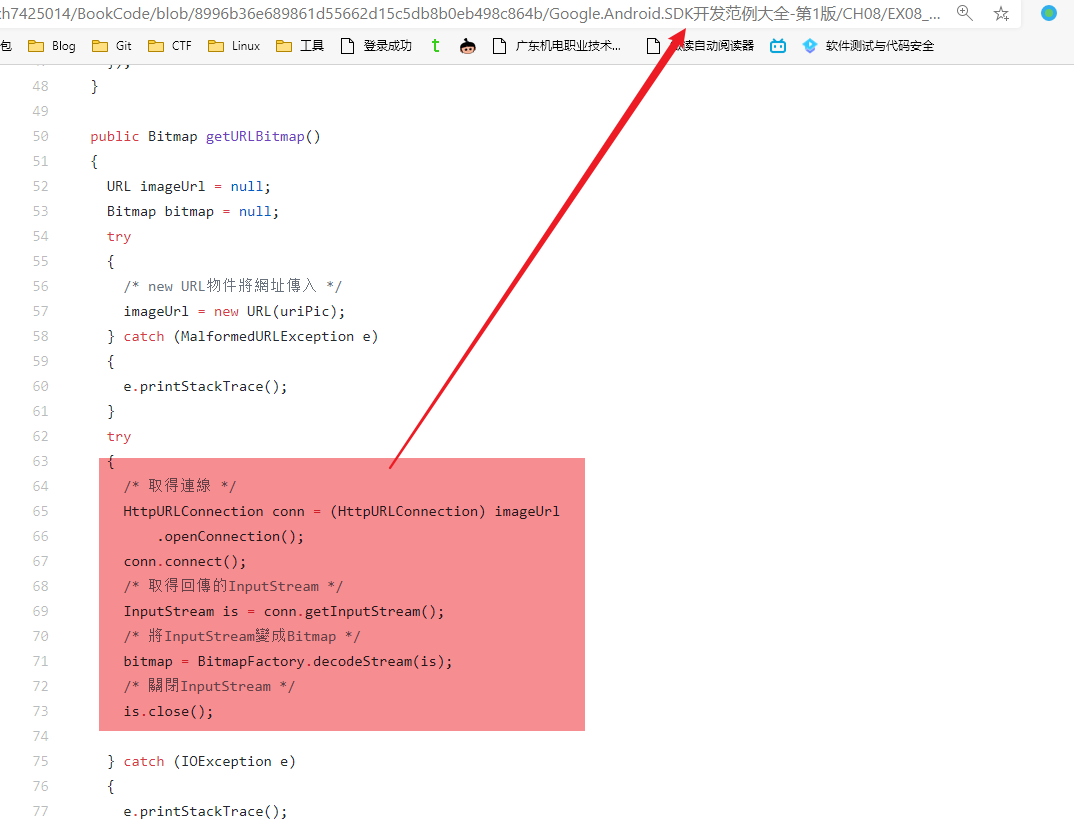 :h7425014/BookCode/blob/8996b36e689861d55662d15c5db8b0eb498c864b/Google.Android.SDK开发范例大全-第1版/CH08/EX08_...
包 Blog Git CTF Linux 工具 登录成功 t 广东机电职业技术... 读自动阅读器 软件测试与代码安全
});
48 }
49
50 public Bitmap getURLBitmap()
51 {
52 URL imageUrl = null;
53 Bitmap bitmap = null;
54 try
55 {
56 /* new URL物件將網址傳入 */
57 imageUrl = new URL(uriPic);
58 } catch (MalformedURLException e)
59 {
60 e.printStackTrace();
61 }
62 try
63 {
64 /* 取得連線 */
65 HttpURLConnection conn = (HttpURLConnection) imageUrl
66 .openConnection();
67 conn.connect();
68 /* 取得回傳的InputStream */
69 InputStream is = conn.getInputStream();
70 /* 將InputStream變成Bitmap */
71 bitmap = BitmapFactory.decodeStream(is);
72 /* 關閉InputStream */
73 is.close();
74
75 } catch (IOException e)
76 {
77 e.printStackTrace();